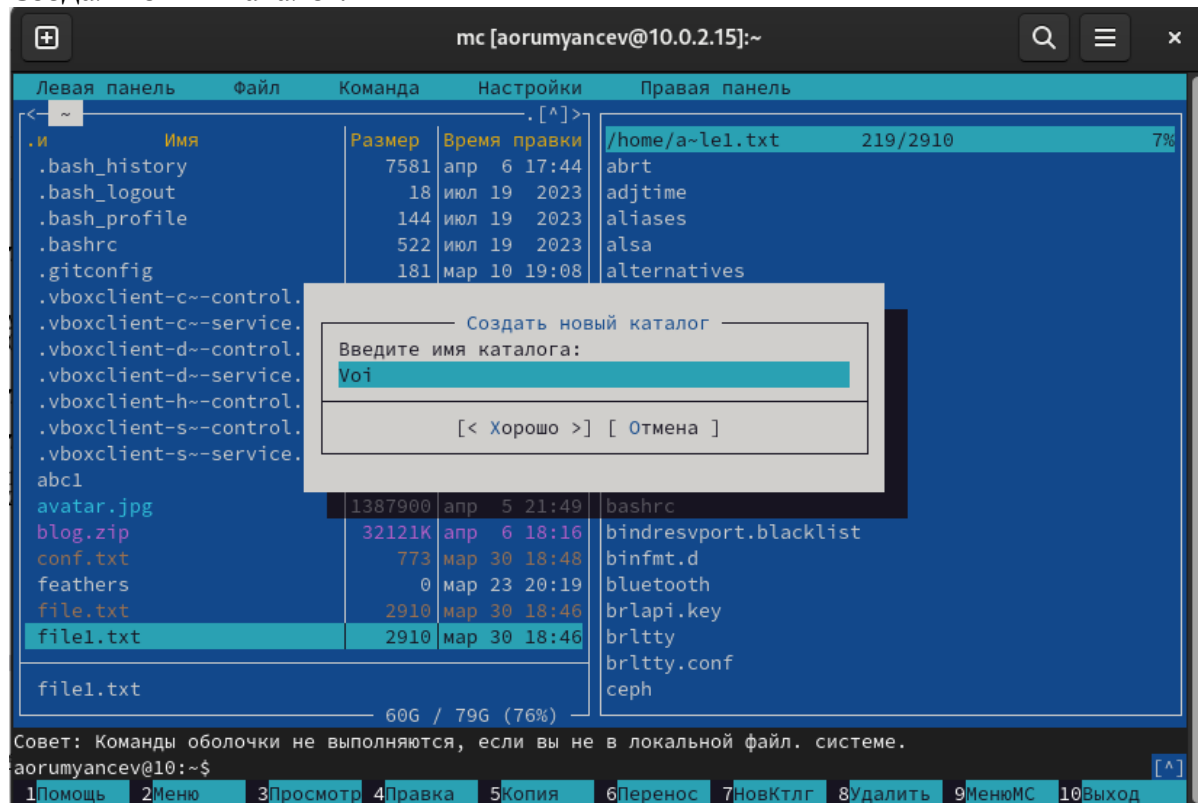 mc [aorumyancev@10.0.2.15]:~
Левая панель Файл Команда Настройки Правая панель
<— ~ .[^]>
.и Имя Размер Время правки /home/a~le1.txt 219/2910 7%
.bash_history 7581 апр 6 17:44 abrt
.bash_logout 18 июл 19 2023 adjtime
.bash_profile 144 июл 19 2023 aliases
.bashrc 522 июл 19 2023 alsa
.gitconfig 181 мар 10 19:08 alternatives
.vboxclient-c~-control.
.vboxclient-c~-service. Создать новый каталог
.vboxclient-d~-control. Введите имя каталога:
.vboxclient-d~-service. Voi
.vboxclient-h~-control.
.vboxclient-s~-control. [< Хорошо >] [ Отмена ]
.vboxclient-s~-service.
abc1
avatar.jpg 1387900 апр 5 21:49 bashrc
blog.zip 32121K апр 6 18:16 bindresvport.blacklist
conf.txt 773 мар 30 18:48 binfmt.d
feathers 0 мар 23 20:19 bluetooth
file.txt 2910 мар 30 18:46 brlapi.key
file1.txt 2910 мар 30 18:46 brltty
brltty.conf
file1.txt ceph
60G / 79G (76%)
Совет: Команды оболочки не выполняются, если вы не в локальной файл. системе.
aorumyancev@10:~$ [^]
1Помощь 2Меню 3Просмотр 4Правка 5Копия 6Перенос 7НовКтлг 8Удалить 9МенюМС 10Выход